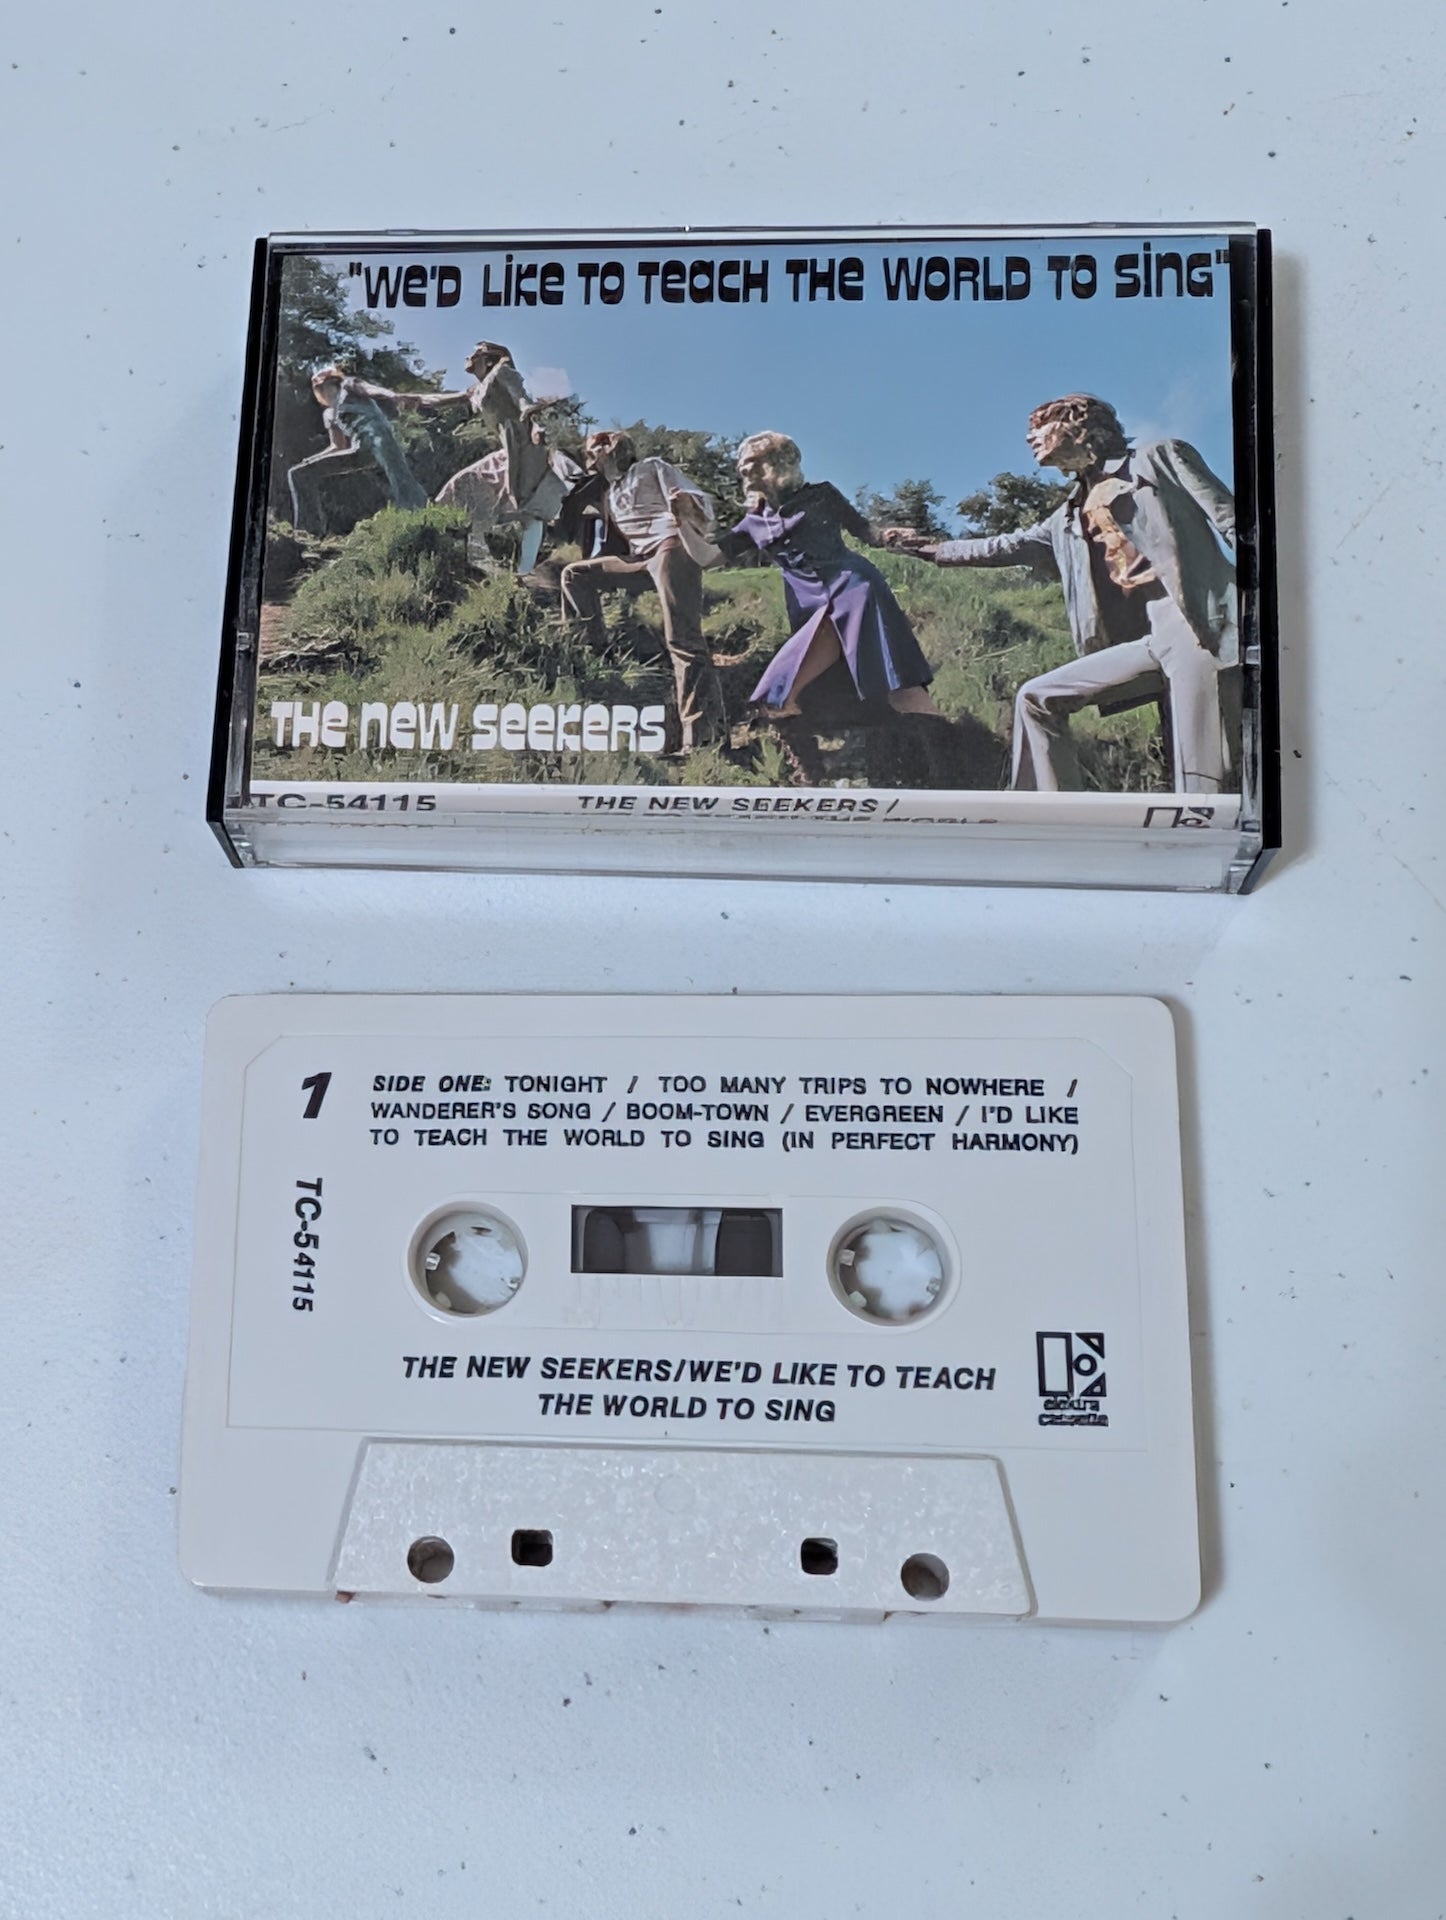 "WE'D LIKE TO TEACH THE WORLD TO SING"
THE NEW SEEKERS
TC-54115
THE NEW SEEKERS/
1
SIDE ONE: TONIGHT / TOO MANY TRIPS TO NOWHERE /
WANDERER'S SONG / BOOM-TOWN / EVERGREEN / I'D LIKE
TO TEACH THE WORLD TO SING (IN PERFECT HARMONY)
TC-54115
THE NEW SEEKERS/WE'D LIKE TO TEACH
THE WORLD TO SING